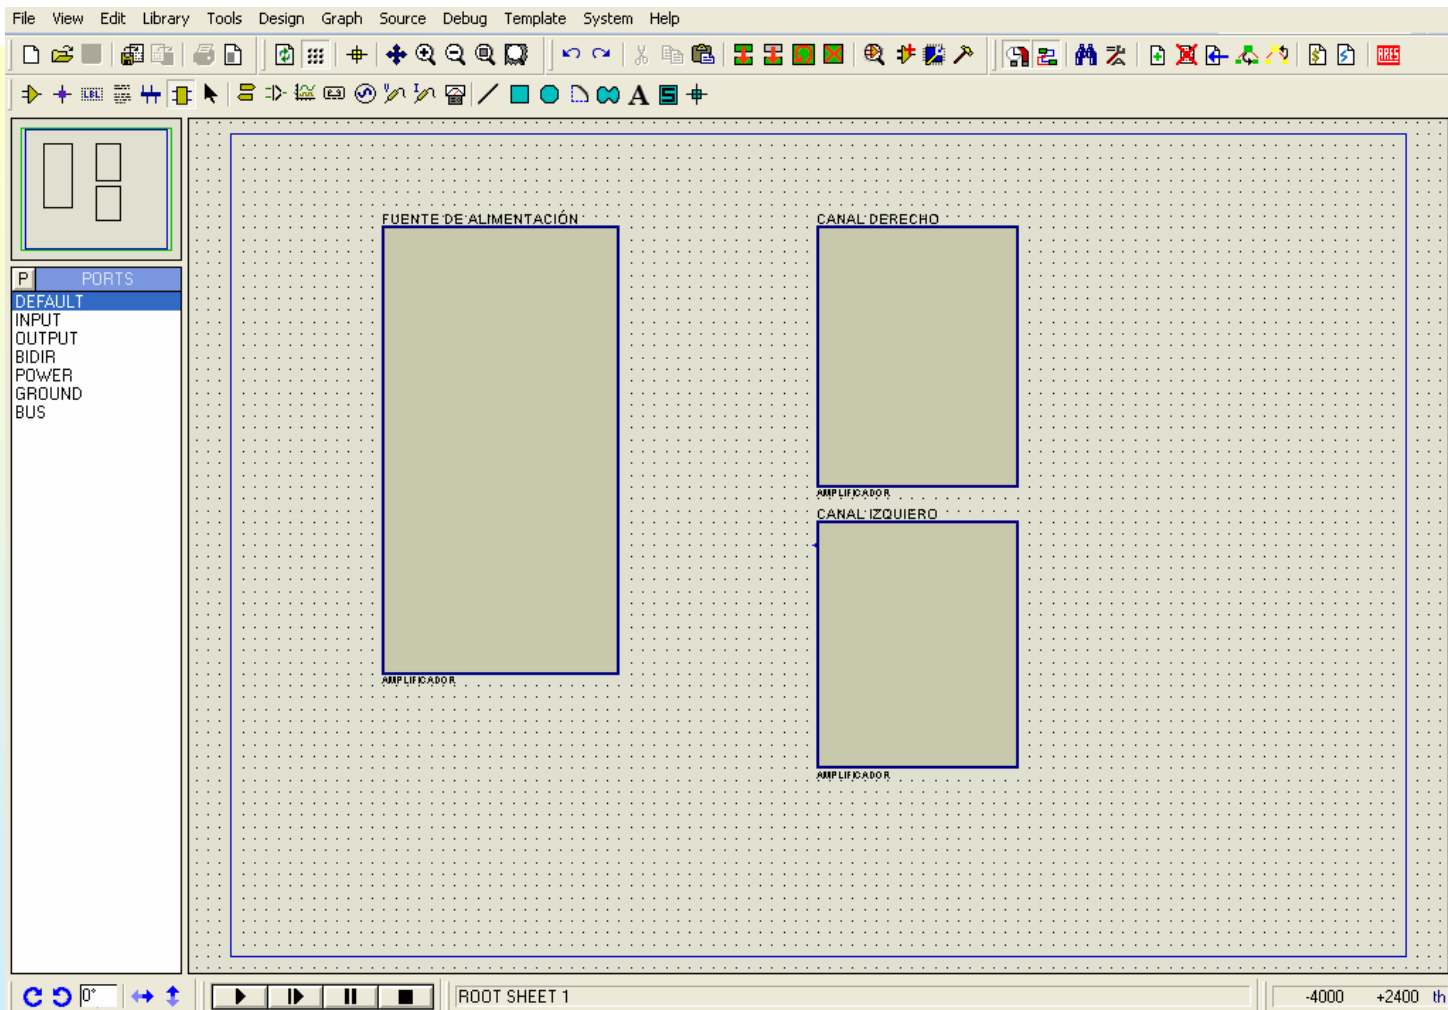 File View Edit Library Tools Design Graph Source Debug Template System Help
LBL
A
P PORTS
DEFAULT
INPUT
OUTPUT
BIDIR
POWER
GROUND
BUS
FUENTE DE ALIMENTACIÓN
AMPLIFICADOR
CANAL DERECHO
AMPLIFICADOR
CANAL IZQUIERO
AMPLIFICADOR
0°
ROOT SHEET 1
-4000 +2400 th